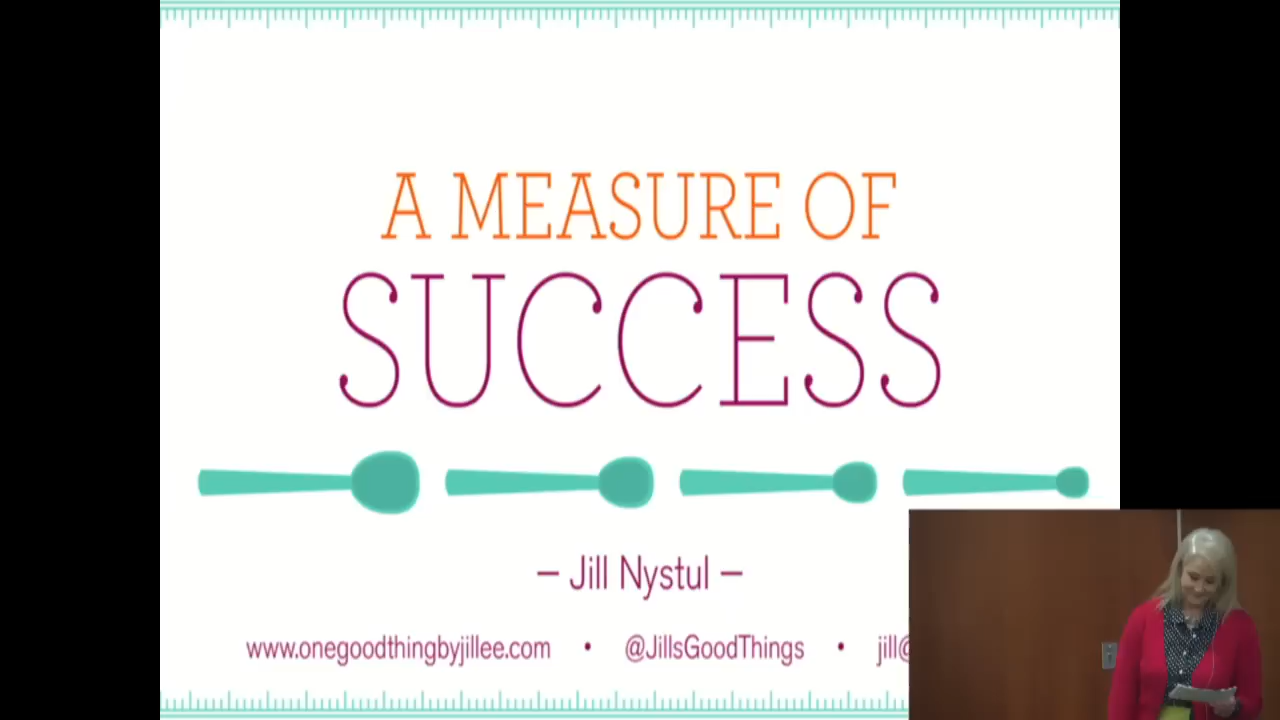 A MEASURE OF
SUCCESS
– Jill Nystul –
www.onegoodthingbyjillee.com • @JillsGoodThings • jill@